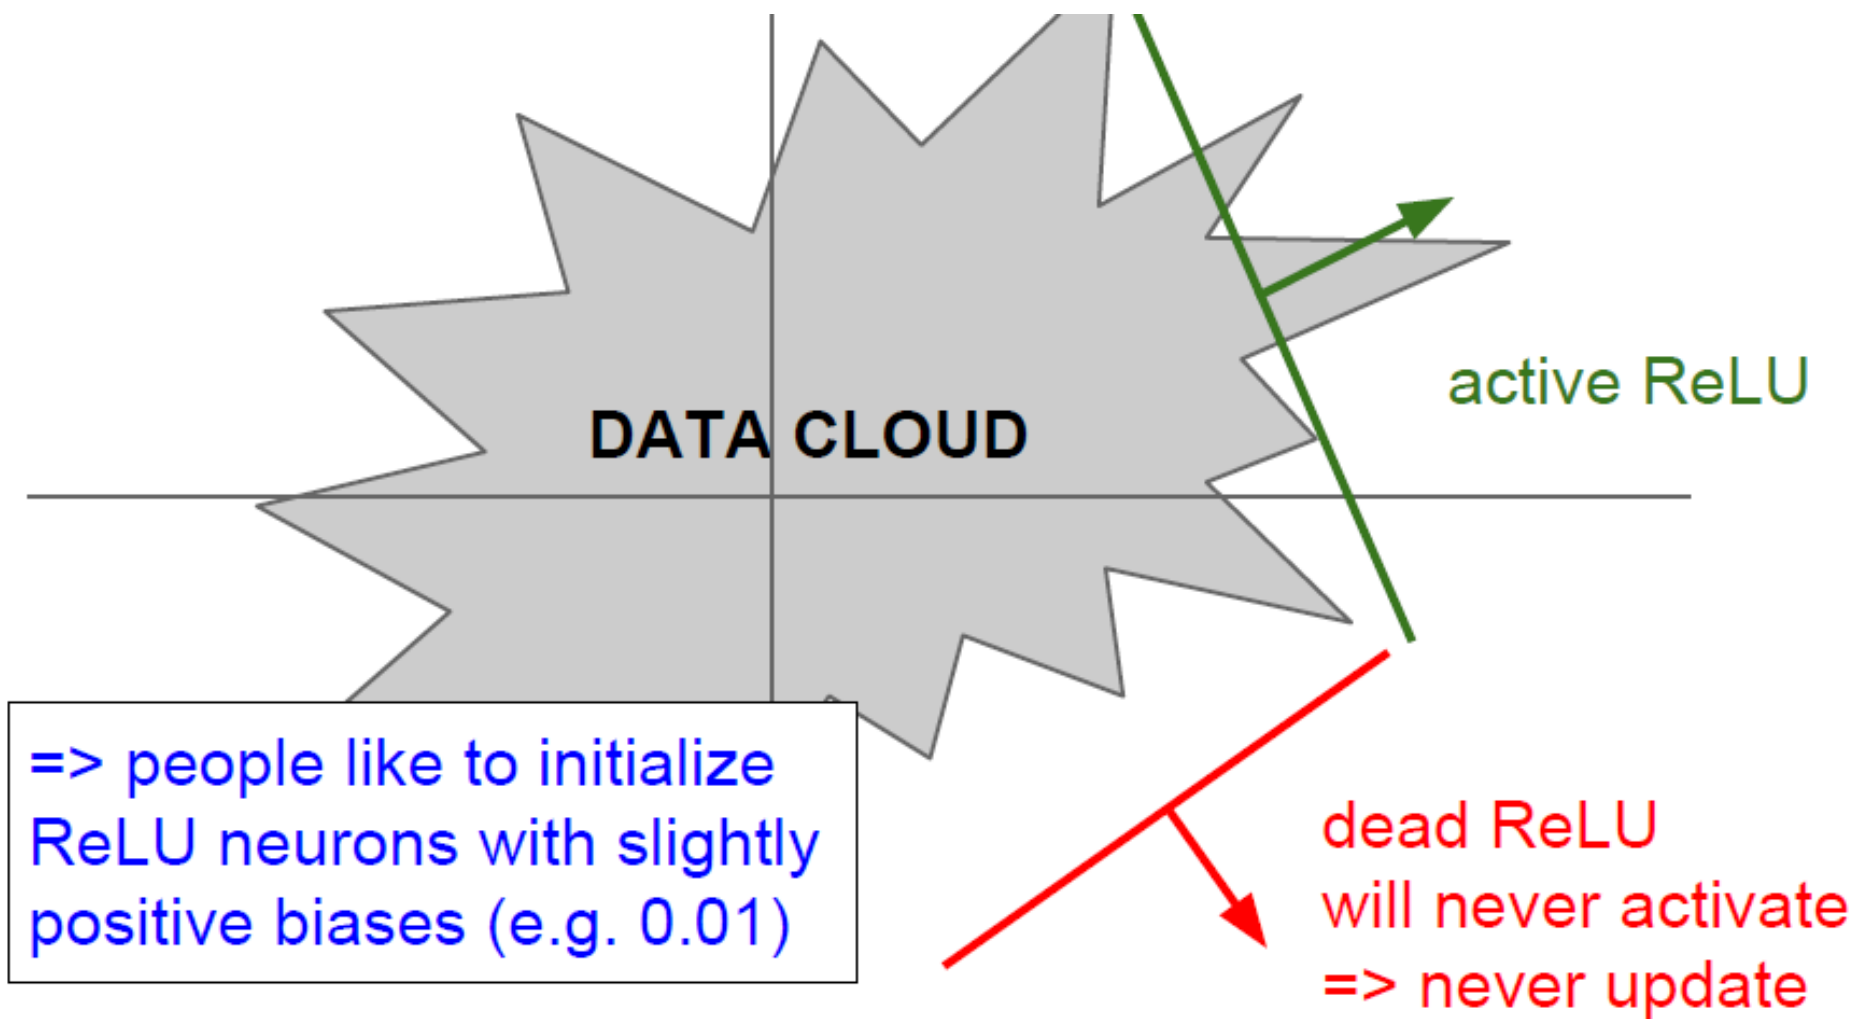 DATA CLOUD
active ReLU
=> people like to initialize
ReLU neurons with slightly
positive biases (e.g. 0.01)
dead ReLU
will never activate
=> never update